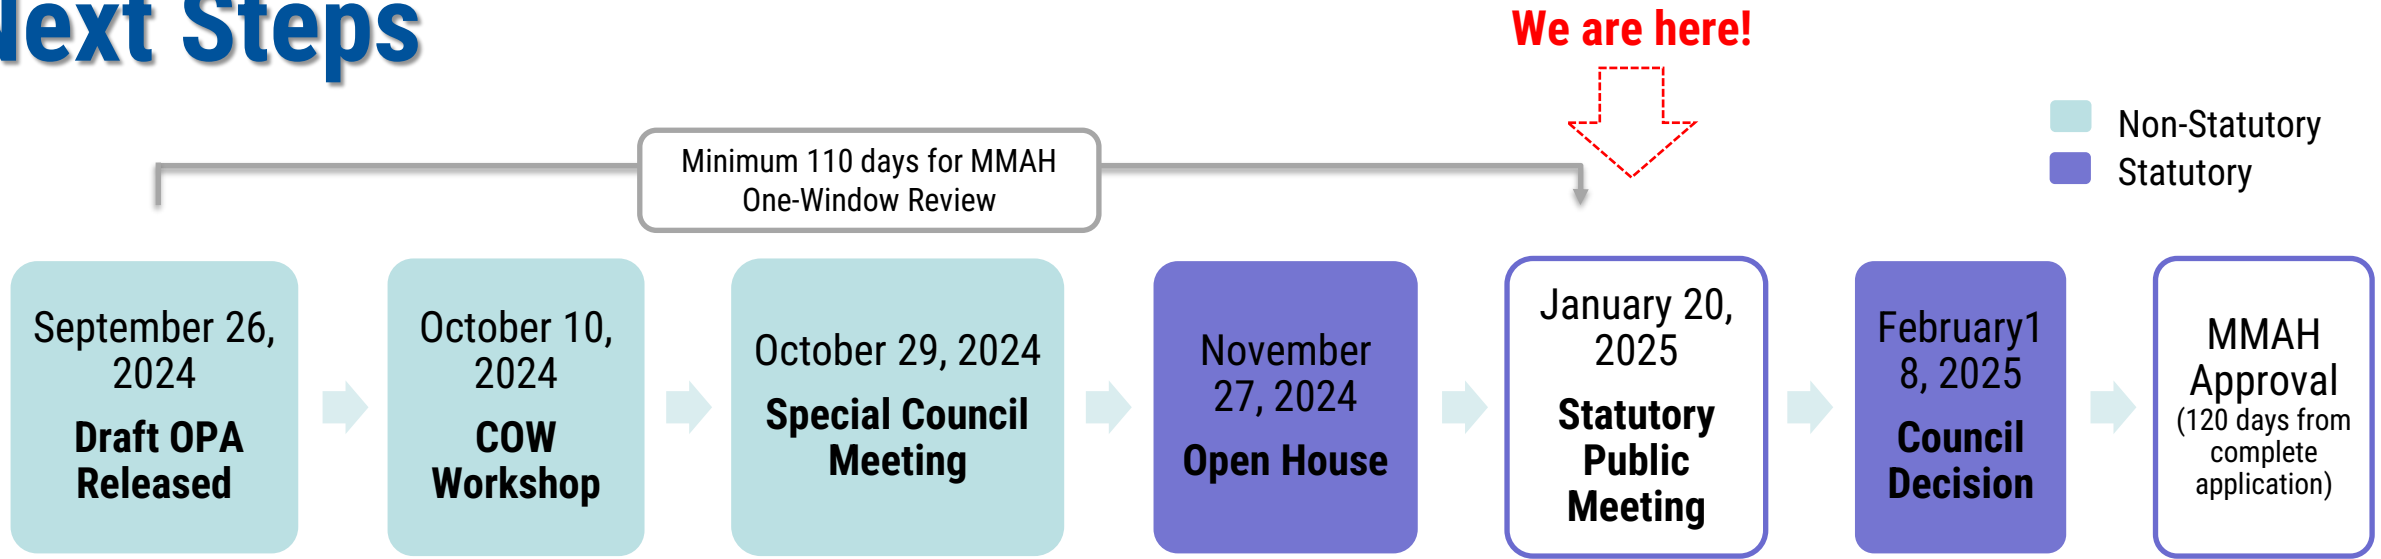 Next Steps
We are here!
Non-Statutory
Statutory
Minimum 110 days for MMAH
One-Window Review
September 26,
2024
Draft OPA
Released
October 10,
2024
COW
Workshop
October 29, 2024
Special Council
Meeting
November
27, 2024
Open House
January 20,
2025
Statutory
Public
Meeting
February1
8, 2025
Council
Decision
MMAH
Approval
(120 days from
complete
application)